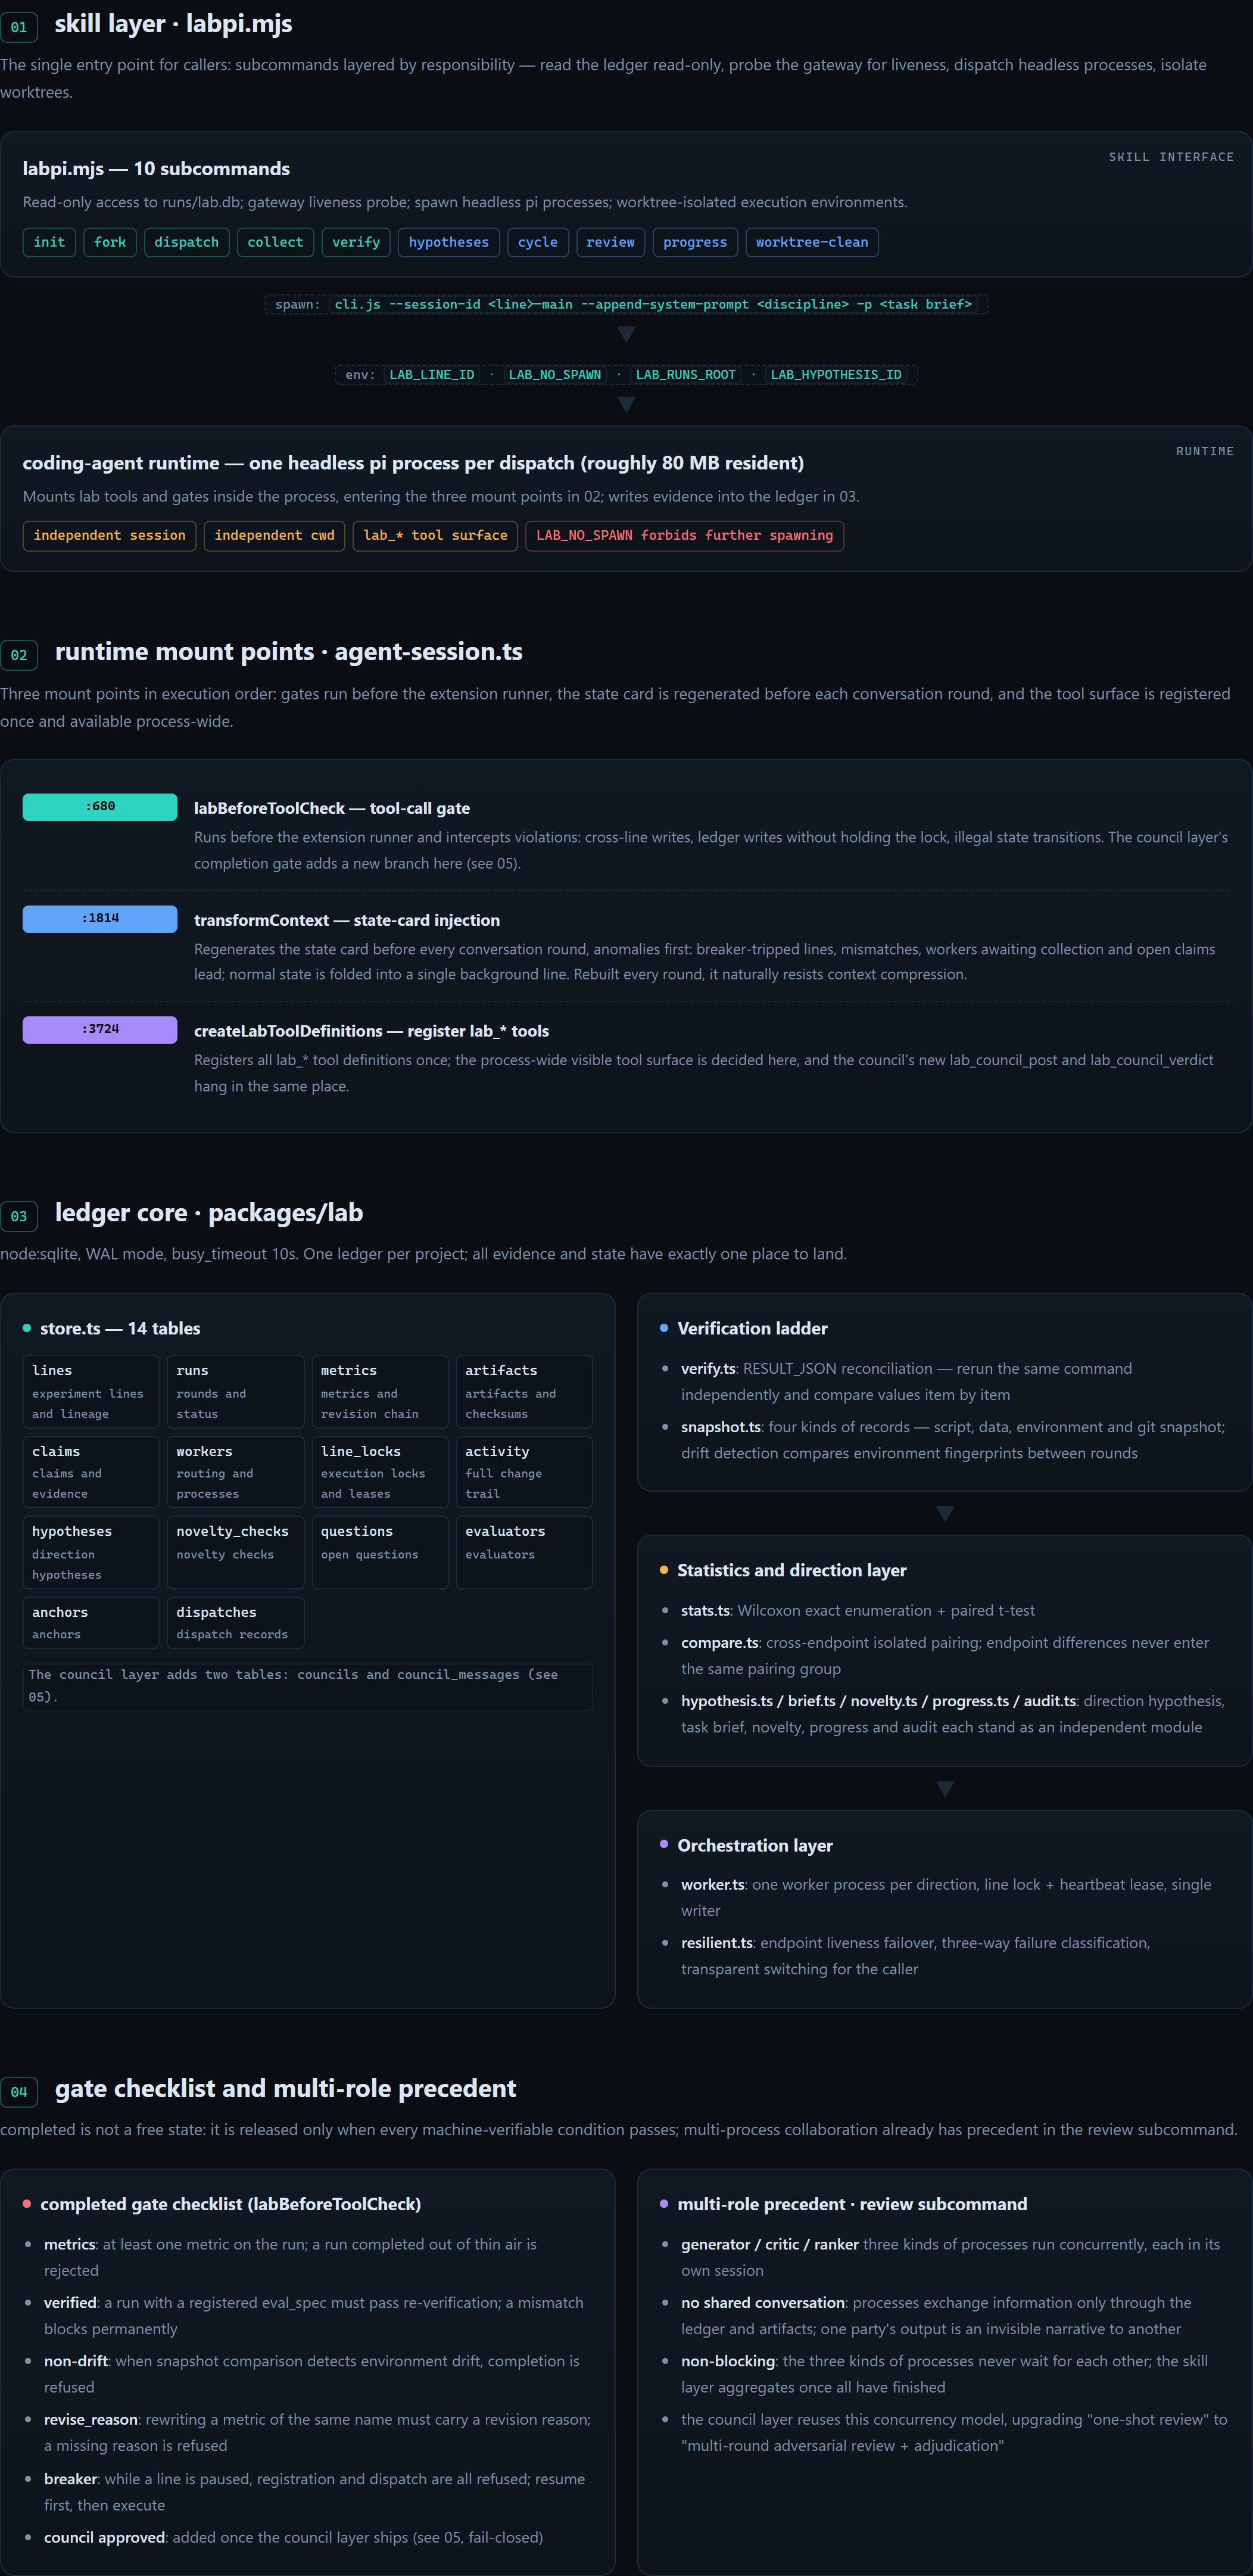 01 skill layer · labpi.mjs
The single entry point for callers: subcommands layered by responsibility — read the ledger read-only, probe the gateway for liveness, dispatch headless processes, isolate
worktrees.
SKILL INTERFACE
labpi.mjs — 10 subcommands
Read-only access to runs/lab.db; gateway liveness probe; spawn headless pi processes; worktree-isolated execution environments.
init fork dispatch collect verify hypotheses cycle review progress worktree-clean
spawn: cli.js --session-id <line>-main --append-system-prompt <discipline> -p <task brief>
env: LAB_LINE_ID · LAB_NO_SPAWN · LAB_RUNS_ROOT · LAB_HYPOTHESIS_ID
RUNTIME
coding-agent runtime — one headless pi process per dispatch (roughly 80 MB resident)
Mounts lab tools and gates inside the process, entering the three mount points in 02; writes evidence into the ledger in 03.
independent session independent cwd lab_* tool surface LAB_NO_SPAWN forbids further spawning
02 runtime mount points · agent-session.ts
Three mount points in execution order: gates run before the extension runner, the state card is regenerated before each conversation round, and the tool surface is registered
once and available process-wide.
:680 labBeforeToolCheck — tool-call gate
Runs before the extension runner and intercepts violations: cross-line writes, ledger writes without holding the lock, illegal state transitions. The council layer's
completion gate adds a new branch here (see 05).
:1814 transformContext — state-card injection
Regenerates the state card before every conversation round, anomalies first: breaker-tripped lines, mismatches, workers awaiting collection and open claims
lead; normal state is folded into a single background line. Rebuilt every round, it naturally resists context compression.
:3724 createLabToolDefinitions — register lab_* tools
Registers all lab_* tool definitions once; the process-wide visible tool surface is decided here, and the council's new lab_council_post and lab_council_verdict
hang in the same place.
03 ledger core · packages/lab
node:sqlite, WAL mode, busy_timeout 10s. One ledger per project; all evidence and state have exactly one place to land.
store.ts — 14 tables
lines
experiment lines
and lineage
runs
rounds and
status
metrics
metrics and
revision chain
artifacts
artifacts and
checksums
claims
claims and
evidence
workers
routing and
processes
line_locks
execution locks
and leases
activity
full change
trail
hypotheses
direction
hypotheses
novelty_checks
novelty checks
questions
open questions
evaluators
evaluators
anchors
anchors
dispatches
dispatch records
The council layer adds two tables: councils and council_messages (see
05).
Verification ladder
verify.ts: RESULT_JSON reconciliation — rerun the same command
independently and compare values item by item
snapshot.ts: four kinds of records — script, data, environment and git snapshot;
drift detection compares environment fingerprints between rounds
Statistics and direction layer
stats.ts: Wilcoxon exact enumeration + paired t-test
compare.ts: cross-endpoint isolated pairing; endpoint differences never enter
the same pairing group
hypothesis.ts / brief.ts / novelty.ts / progress.ts / audit.ts: direction hypothesis,
task brief, novelty, progress and audit each stand as an independent module
Orchestration layer
worker.ts: one worker process per direction, line lock + heartbeat lease, single
writer
resilient.ts: endpoint liveness failover, three-way failure classification,
transparent switching for the caller
04 gate checklist and multi-role precedent
completed is not a free state: it is released only when every machine-verifiable condition passes; multi-process collaboration already has precedent in the review subcommand.
completed gate checklist (labBeforeToolCheck)
metrics: at least one metric on the run; a run completed out of thin air is
rejected
verified: a run with a registered eval_spec must pass re-verification; a mismatch
blocks permanently
non-drift: when snapshot comparison detects environment drift, completion is
refused
revise_reason: rewriting a metric of the same name must carry a revision reason;
a missing reason is refused
breaker: while a line is paused, registration and dispatch are all refused; resume
first, then execute
council approved: added once the council layer ships (see 05, fail-closed)
multi-role precedent · review subcommand
generator / critic / ranker three kinds of processes run concurrently, each in its
own session
no shared conversation: processes exchange information only through the
ledger and artifacts; one party's output is an invisible narrative to another
non-blocking: the three kinds of processes never wait for each other; the skill
layer aggregates once all have finished
the council layer reuses this concurrency model, upgrading "one-shot review" to
"multi-round adversarial review + adjudication"